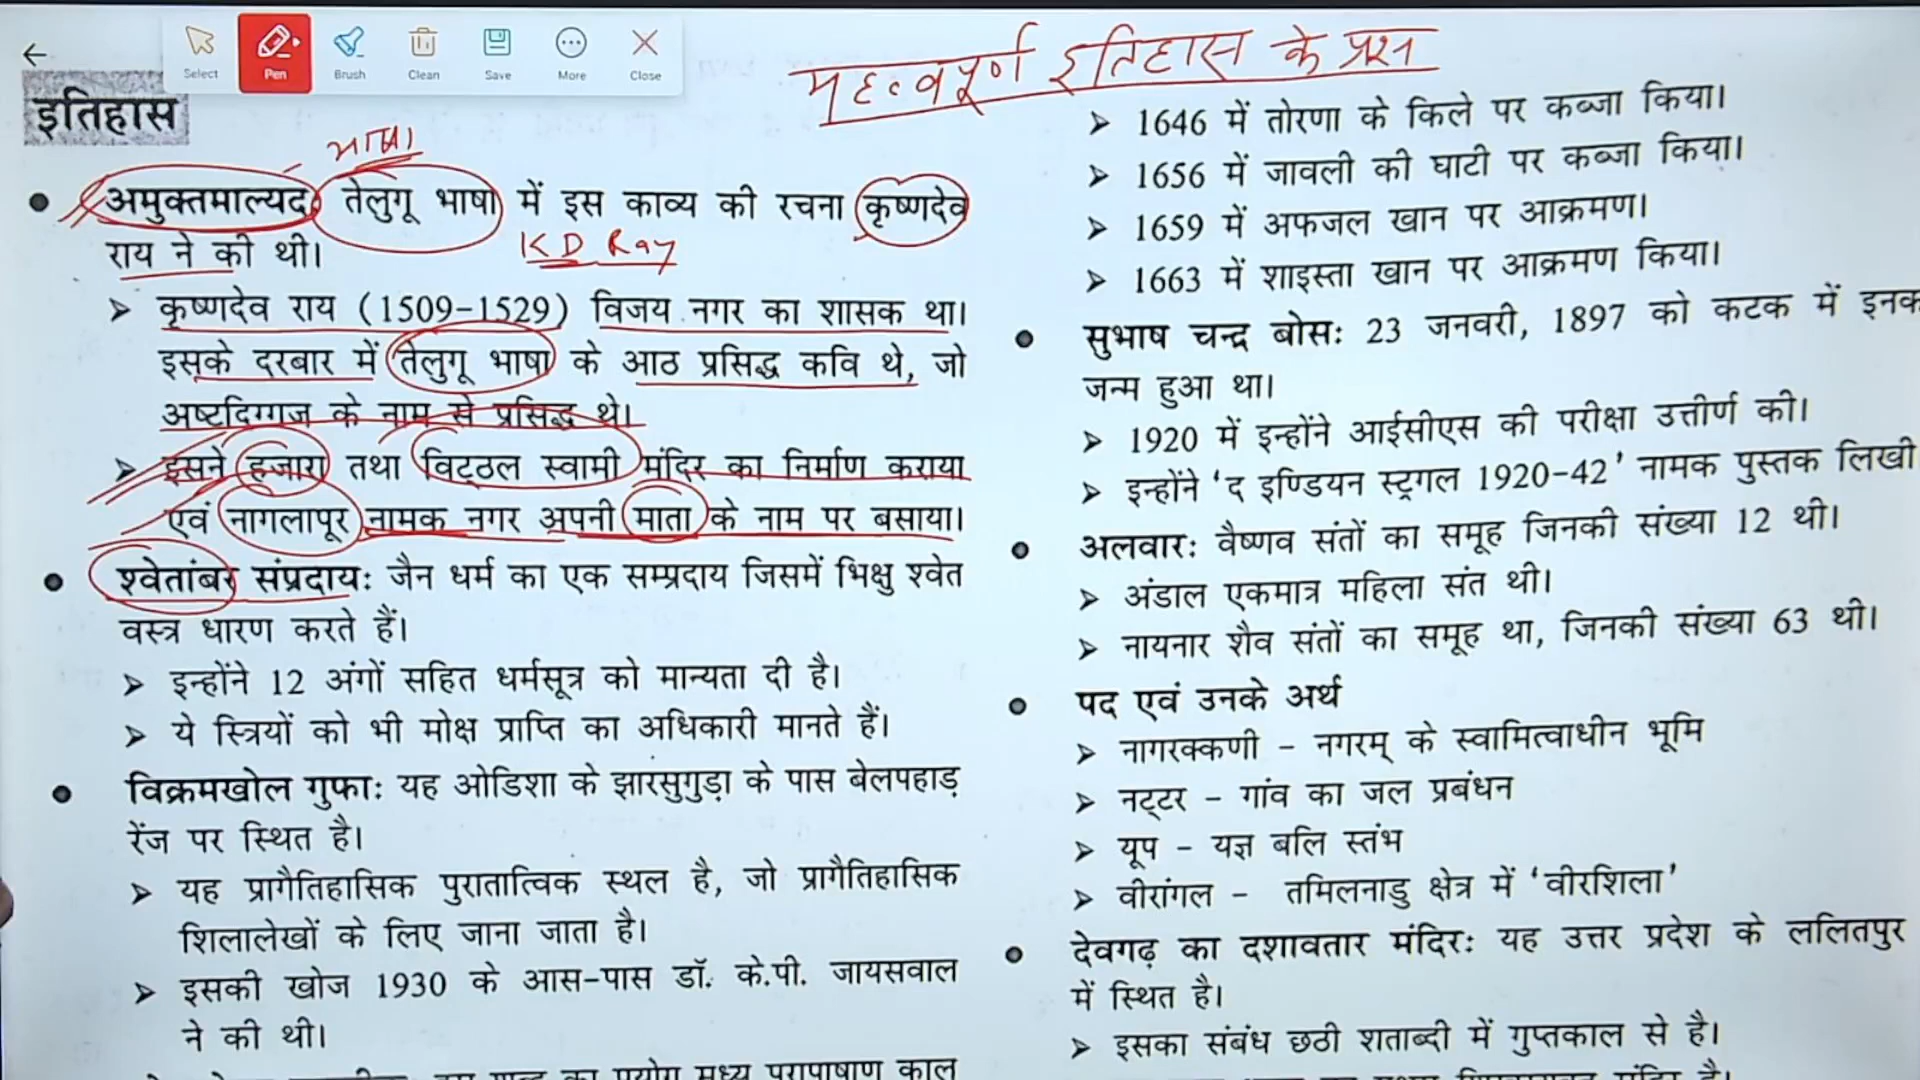 Select Pen Brush Clean Save More Close
महत्वपूर्ण इतिहास के प्रश्न
इतिहास
भाषा
अमुक्तमाल्यद तेलुगू भाषा में इस काव्य की रचना कृष्णदेव
राय ने की थी।
K D Ray
कृष्णदेव राय (1509–1529) विजय नगर का शासक था।
इसके दरबार में तेलुगू भाषा के आठ प्रसिद्ध कवि थे, जो
अष्टदिग्गज के नाम से प्रसिद्ध थे।
इसने हजारा तथा विट्ठल स्वामी मंदिर का निर्माण कराया
एवं नागलापूर नामक नगर अपनी माता के नाम पर बसाया।
श्वेतांबर संप्रदायः जैन धर्म का एक सम्प्रदाय जिसमें भिक्षु श्वेत
वस्त्र धारण करते हैं।
इन्होंने 12 अंगों सहित धर्मसूत्र को मान्यता दी है।
ये स्त्रियों को भी मोक्ष प्राप्ति का अधिकारी मानते हैं।
विक्रमखोल गुफाः यह ओडिशा के झारसुगुड़ा के पास बेलपहाड़
रेंज पर स्थित है।
यह प्रागैतिहासिक पुरातात्विक स्थल है, जो प्रागैतिहासिक
शिलालेखों के लिए जाना जाता है।
इसकी खोज 1930 के आस-पास डॉ. के.पी. जायसवाल
ने की थी।
1646 में तोरणा के किले पर कब्जा किया।
1656 में जावली की घाटी पर कब्जा किया।
1659 में अफजल खान पर आक्रमण।
1663 में शाइस्ता खान पर आक्रमण किया।
सुभाष चन्द्र बोसः 23 जनवरी, 1897 को कटक में इनक
जन्म हुआ था।
1920 में इन्होंने आईसीएस की परीक्षा उत्तीर्ण की।
इन्होंने 'द इण्डियन स्ट्रगल 1920-42' नामक पुस्तक लिखी
अलवारः वैष्णव संतों का समूह जिनकी संख्या 12 थी।
अंडाल एकमात्र महिला संत थी।
नायनार शैव संतों का समूह था, जिनकी संख्या 63 थी।
पद एवं उनके अर्थ
नागरक्कणी – नगरम् के स्वामित्वाधीन भूमि
नट्टर – गांव का जल प्रबंधन
यूप – यज्ञ बलि स्तंभ
वीरांगल – तमिलनाडु क्षेत्र में 'वीरशिला'
देवगढ़ का दशावतार मंदिरः यह उत्तर प्रदेश के ललितपुर
में स्थित है।
इसका संबंध छठी शताब्दी में गुप्तकाल से है।